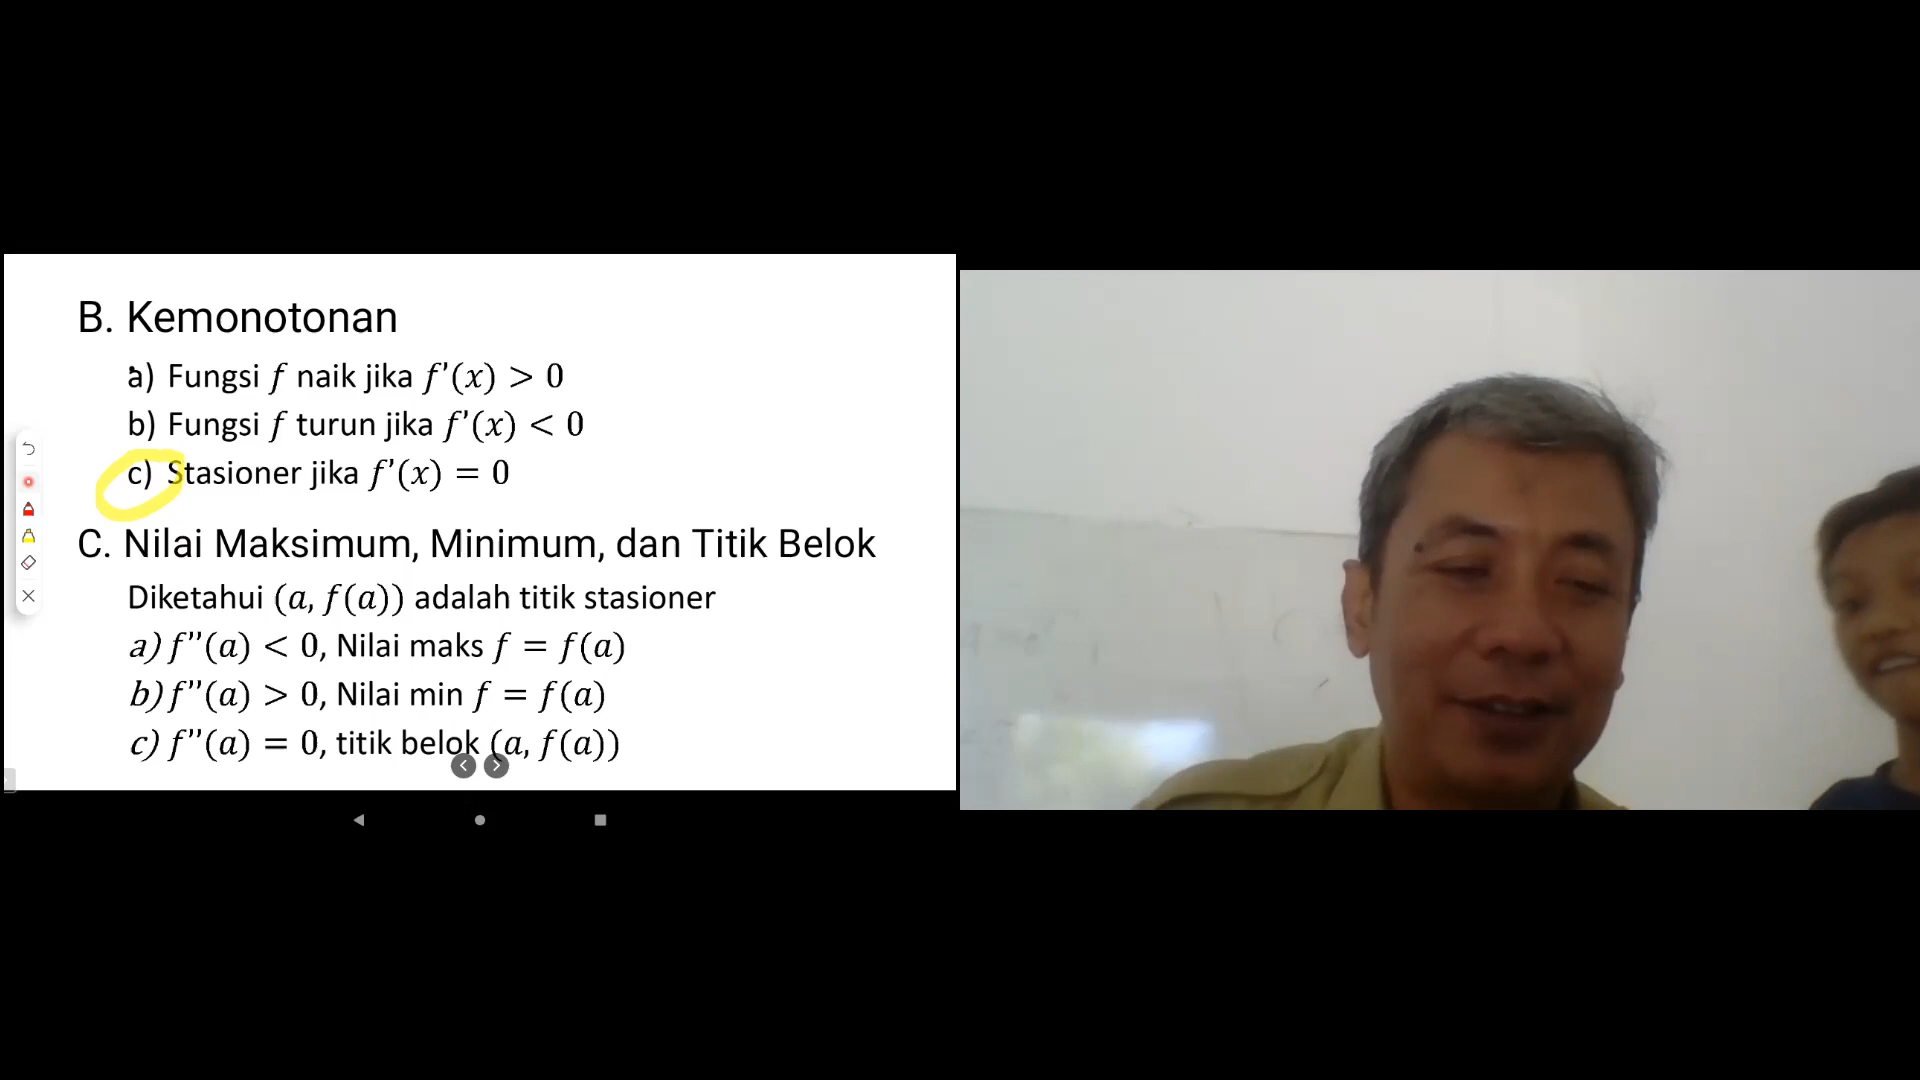 B. Kemonotonan
a) Fungsi f naik jika f’(x) > 0
b) Fungsi f turun jika f’(x) < 0
c) Stasioner jika f’(x) = 0
C. Nilai Maksimum, Minimum, dan Titik Belok
Diketahui (a, f(a)) adalah titik stasioner
a) f”(a) < 0, Nilai maks f = f(a)
b) f”(a) > 0, Nilai min f = f(a)
c) f”(a) = 0, titik belok (a, f(a))